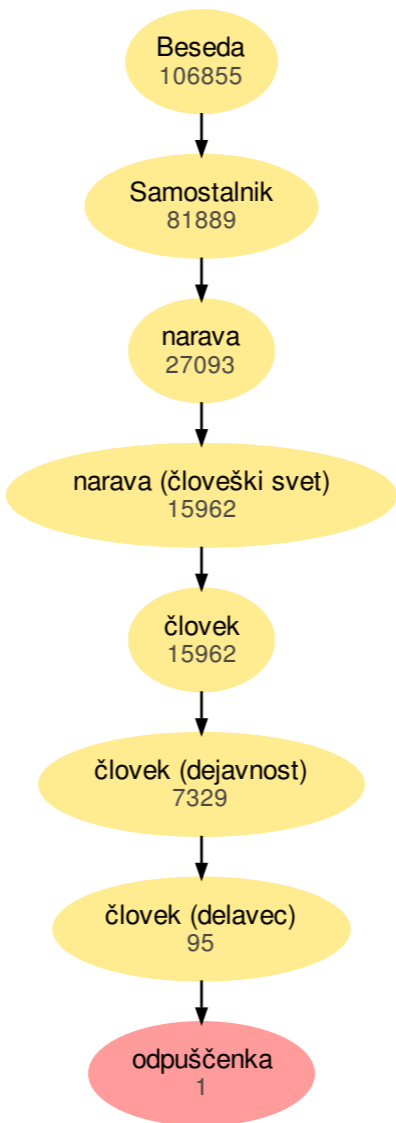 Beseda
106855
Samostalnik
81889
narava
27093
narava (človeški svet)
15962
človek
15962
človek (dejavnost)
7329
človek (delavec)
95
odpuščenka
1